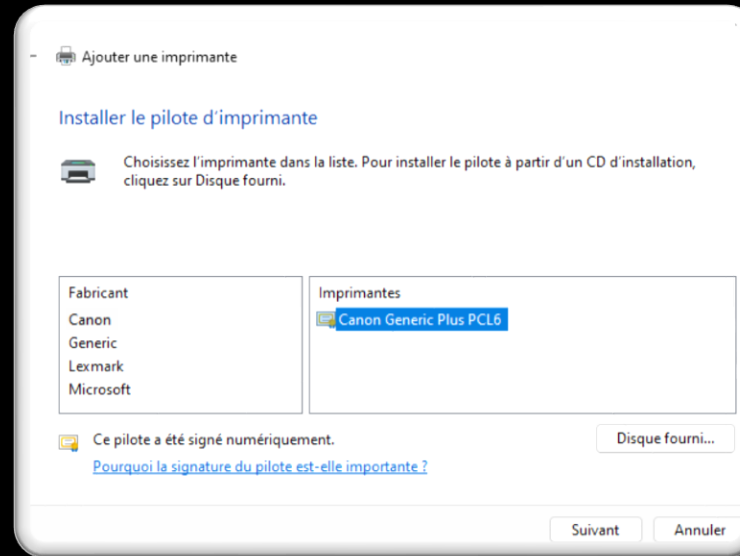 Ajouter une imprimante
Installer le pilote d'imprimante
Choisissez l'imprimante dans la liste. Pour installer le pilote à partir d'un CD d'installation,
cliquez sur Disque fourni.
Fabricant
Canon
Generic
Lexmark
Microsoft
Imprimantes
Canon Generic Plus PCL6
Ce pilote a été signé numériquement.
Pourquoi la signature du pilote est-elle importante ?
Disque fourni...
Suivant
Annuler